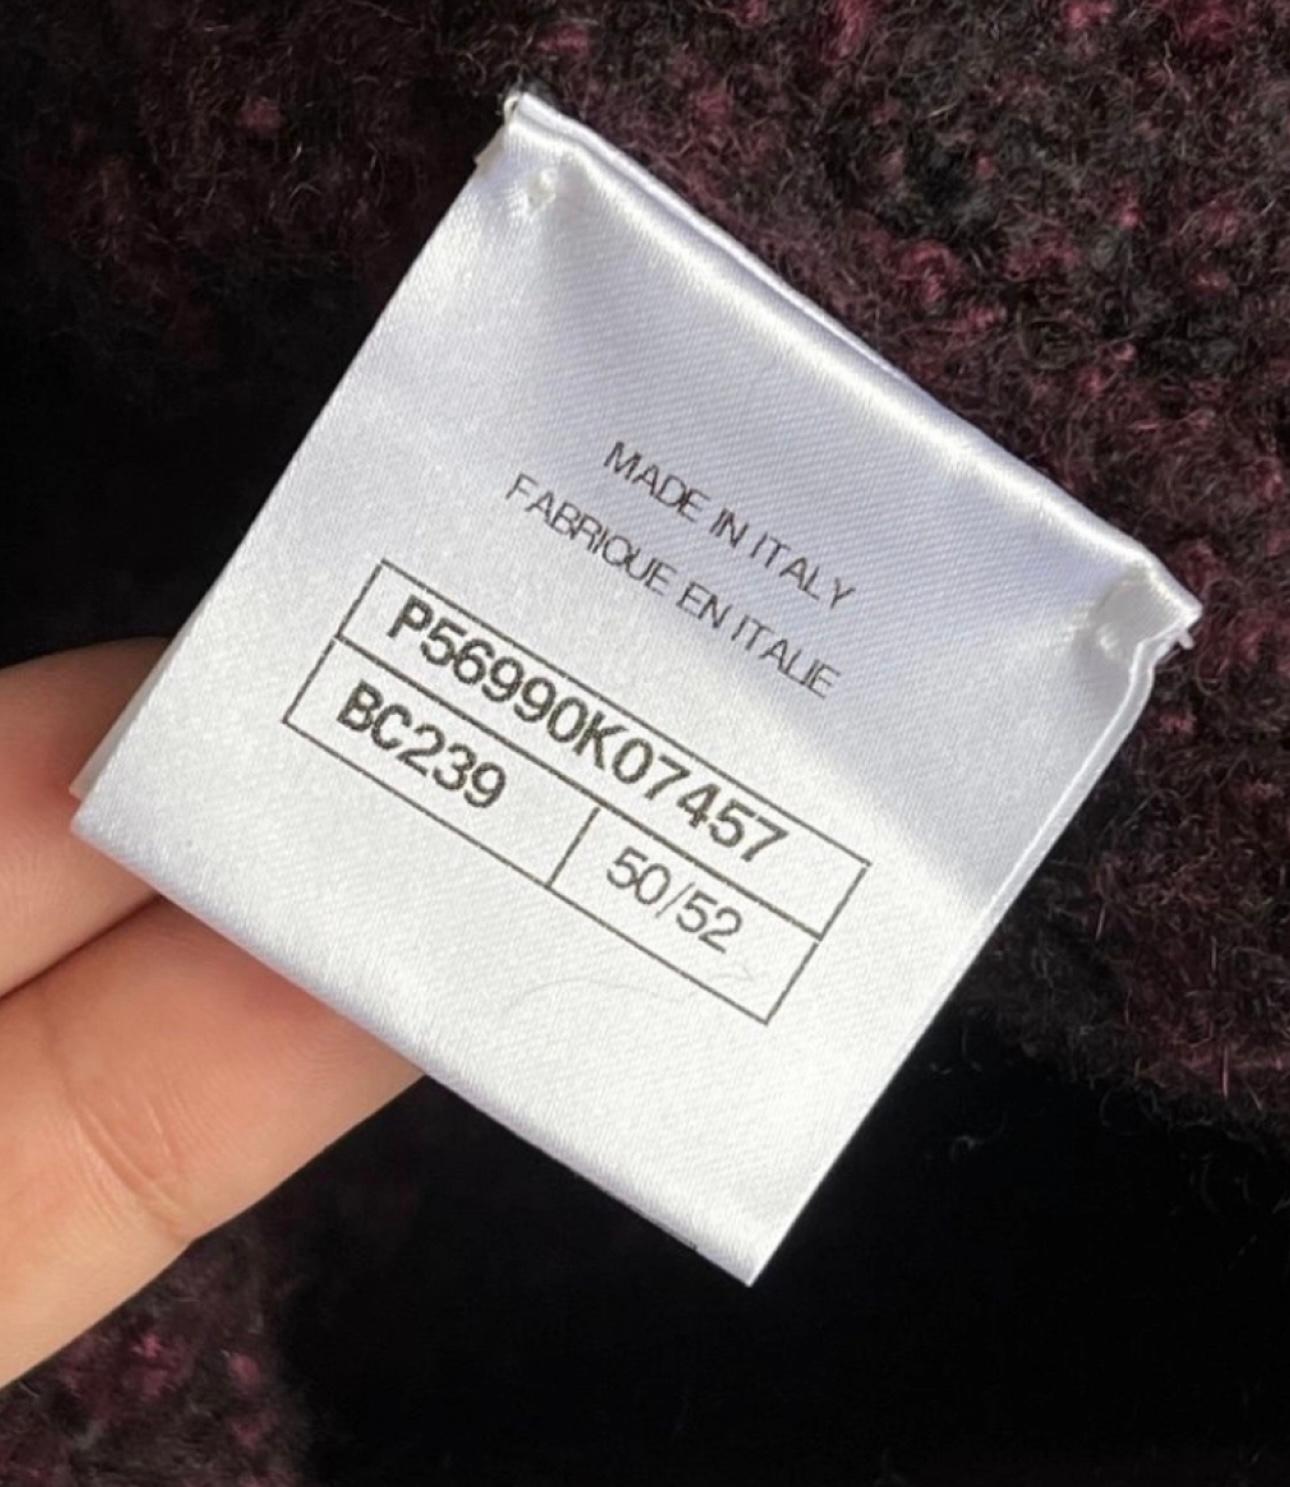 MADE IN ITALY
FABRIQUE EN ITALIE
P56990K07457
BC239
50/52